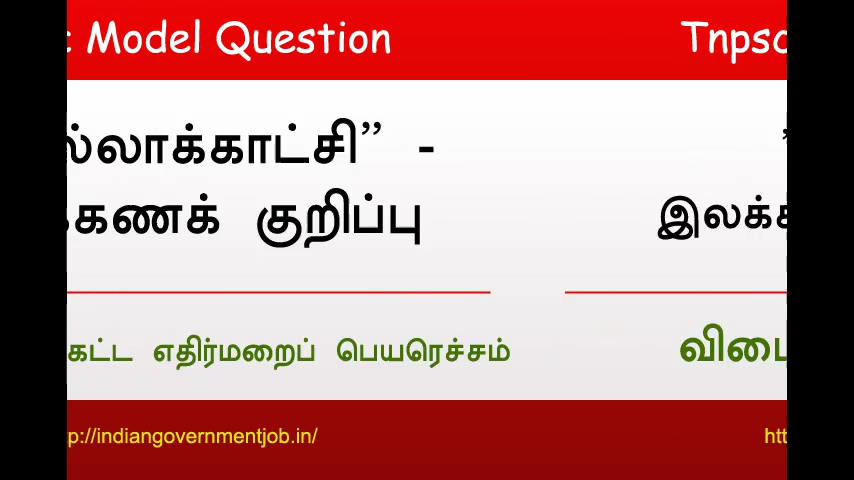 Model Question
Tnpsc
ல்லாக்காட்சி” -
க்கணக் குறிப்பு
இலக்க
கட்ட எதிர்மறைப் பெயரெச்சம்
விடை
p://indiangovernmentjob.in/
htt